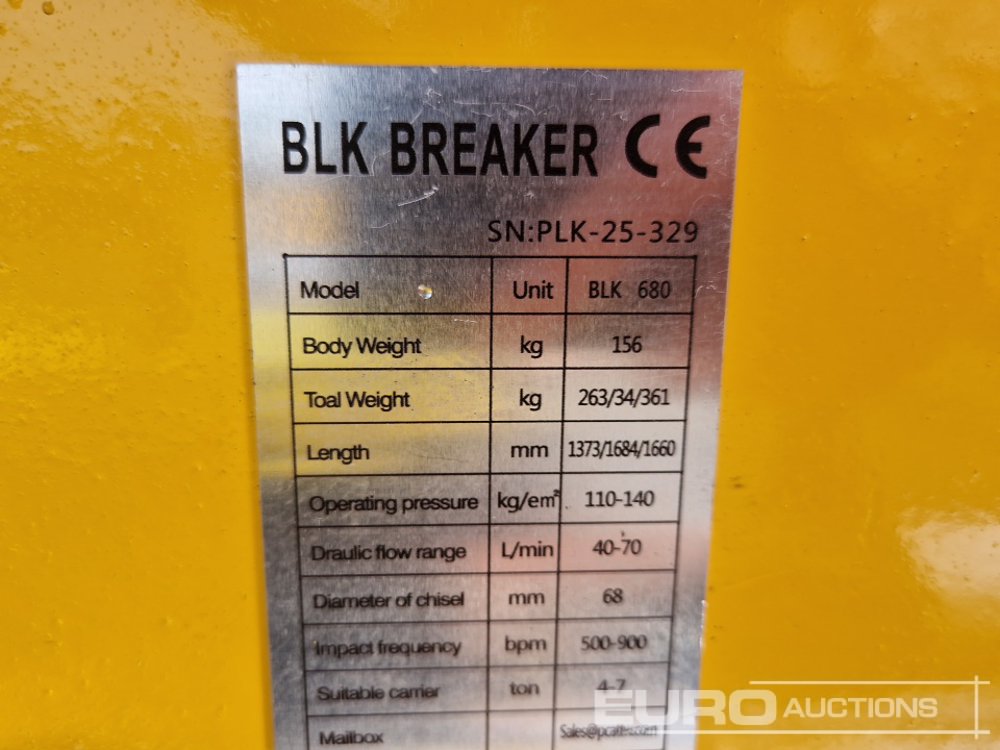 BLK BREAKER CE
SN:PLK-25-329
Model Unit BLK 680
Body Weight kg 156
Toal Weight kg 263/34/361
Length mm 1373/1684/1660
Operating pressure kg/em² 110-140
Draulic flow range L/min 40-70
Diameter of chisel mm 68
Impact frequency bpm 500-900
Suitable carrier ton 4-7
Mailbox
EURO AUCTIONS